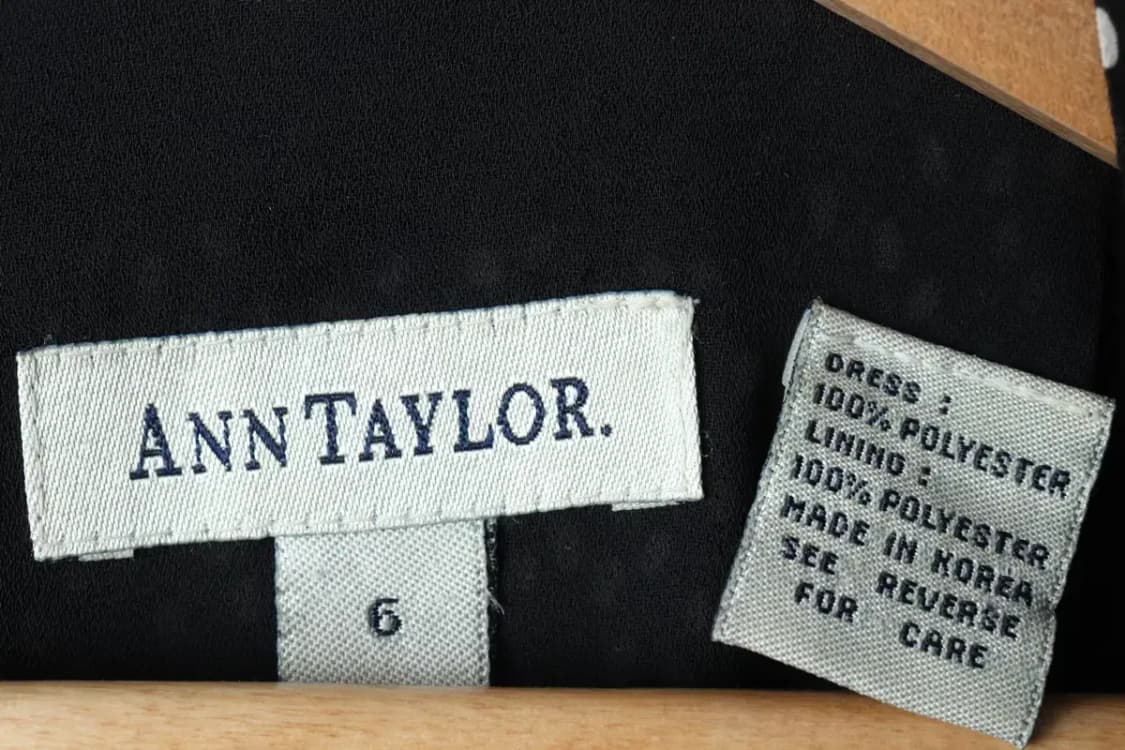 ANN TAYLOR.
6
DRESS :
100% POLYESTER
LINING :
100% POLYESTER
MADE IN KOREA
SEE REVERSE
FOR CARE